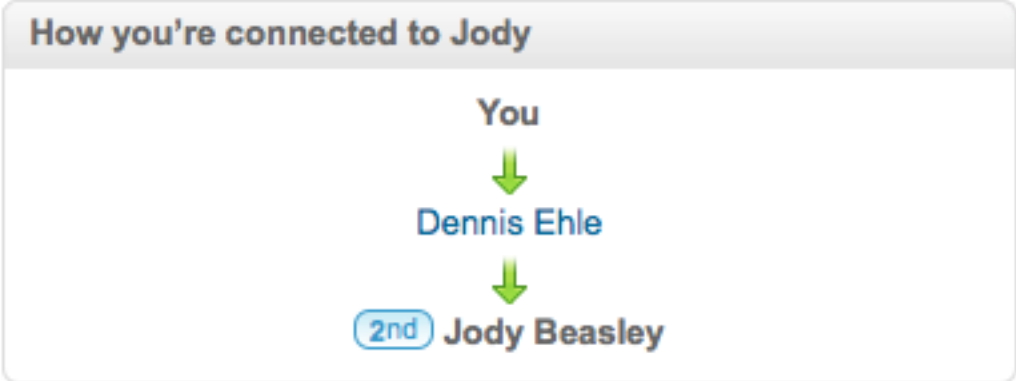 How you’re connected to Jody
You
Dennis Ehle
2nd Jody Beasley